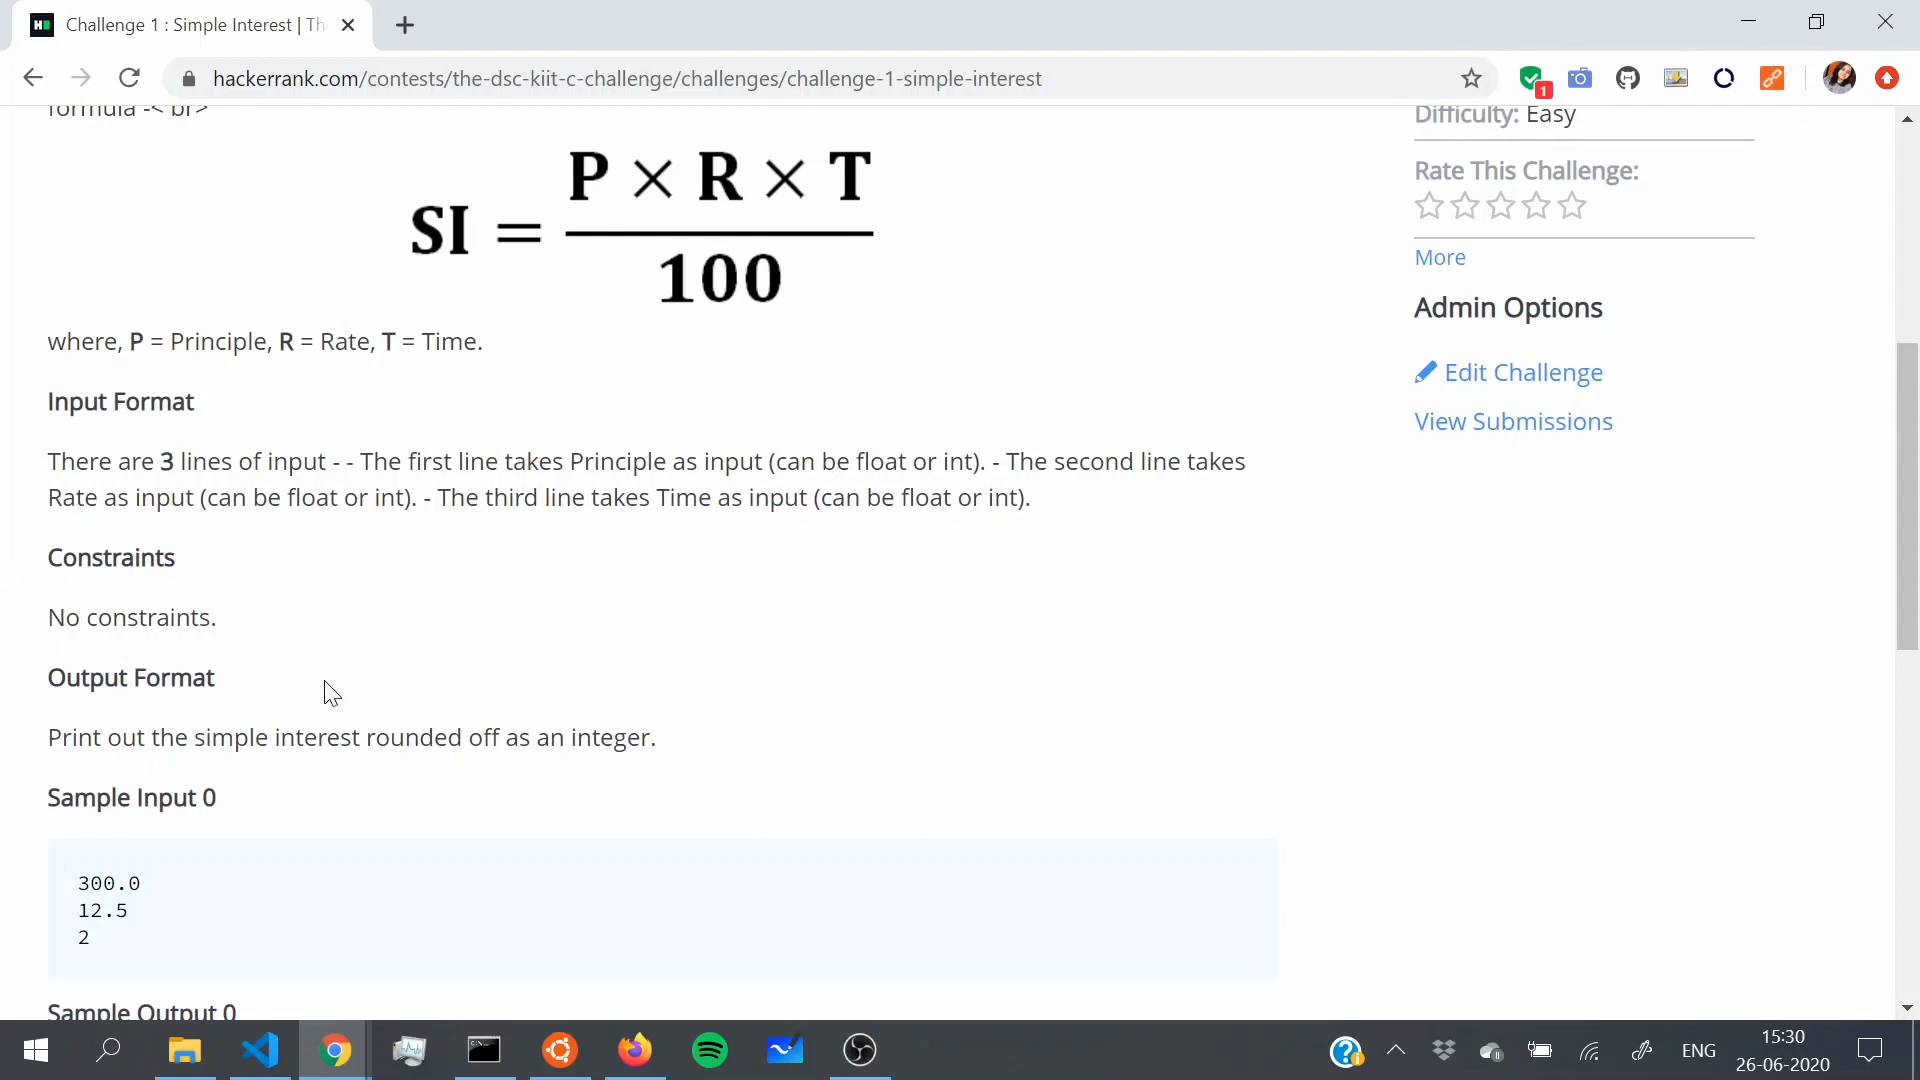 Challenge 1 : Simple Interest | Th
hackerrank.com/contests/the-dsc-kiit-c-challenge/challenges/challenge-1-simple-interest
1
formula -< br>
SI = P × R × T
100
where, P = Principle, R = Rate, T = Time.
Input Format
There are 3 lines of input - - The first line takes Principle as input (can be float or int). - The second line takes
Rate as input (can be float or int). - The third line takes Time as input (can be float or int).
Constraints
No constraints.
Output Format
Print out the simple interest rounded off as an integer.
Sample Input 0
300.0
12.5
2
Sample Output 0
Difficulty: Easy
Rate This Challenge:
More
Admin Options
Edit Challenge
View Submissions
ENG
15:30
26-06-2020